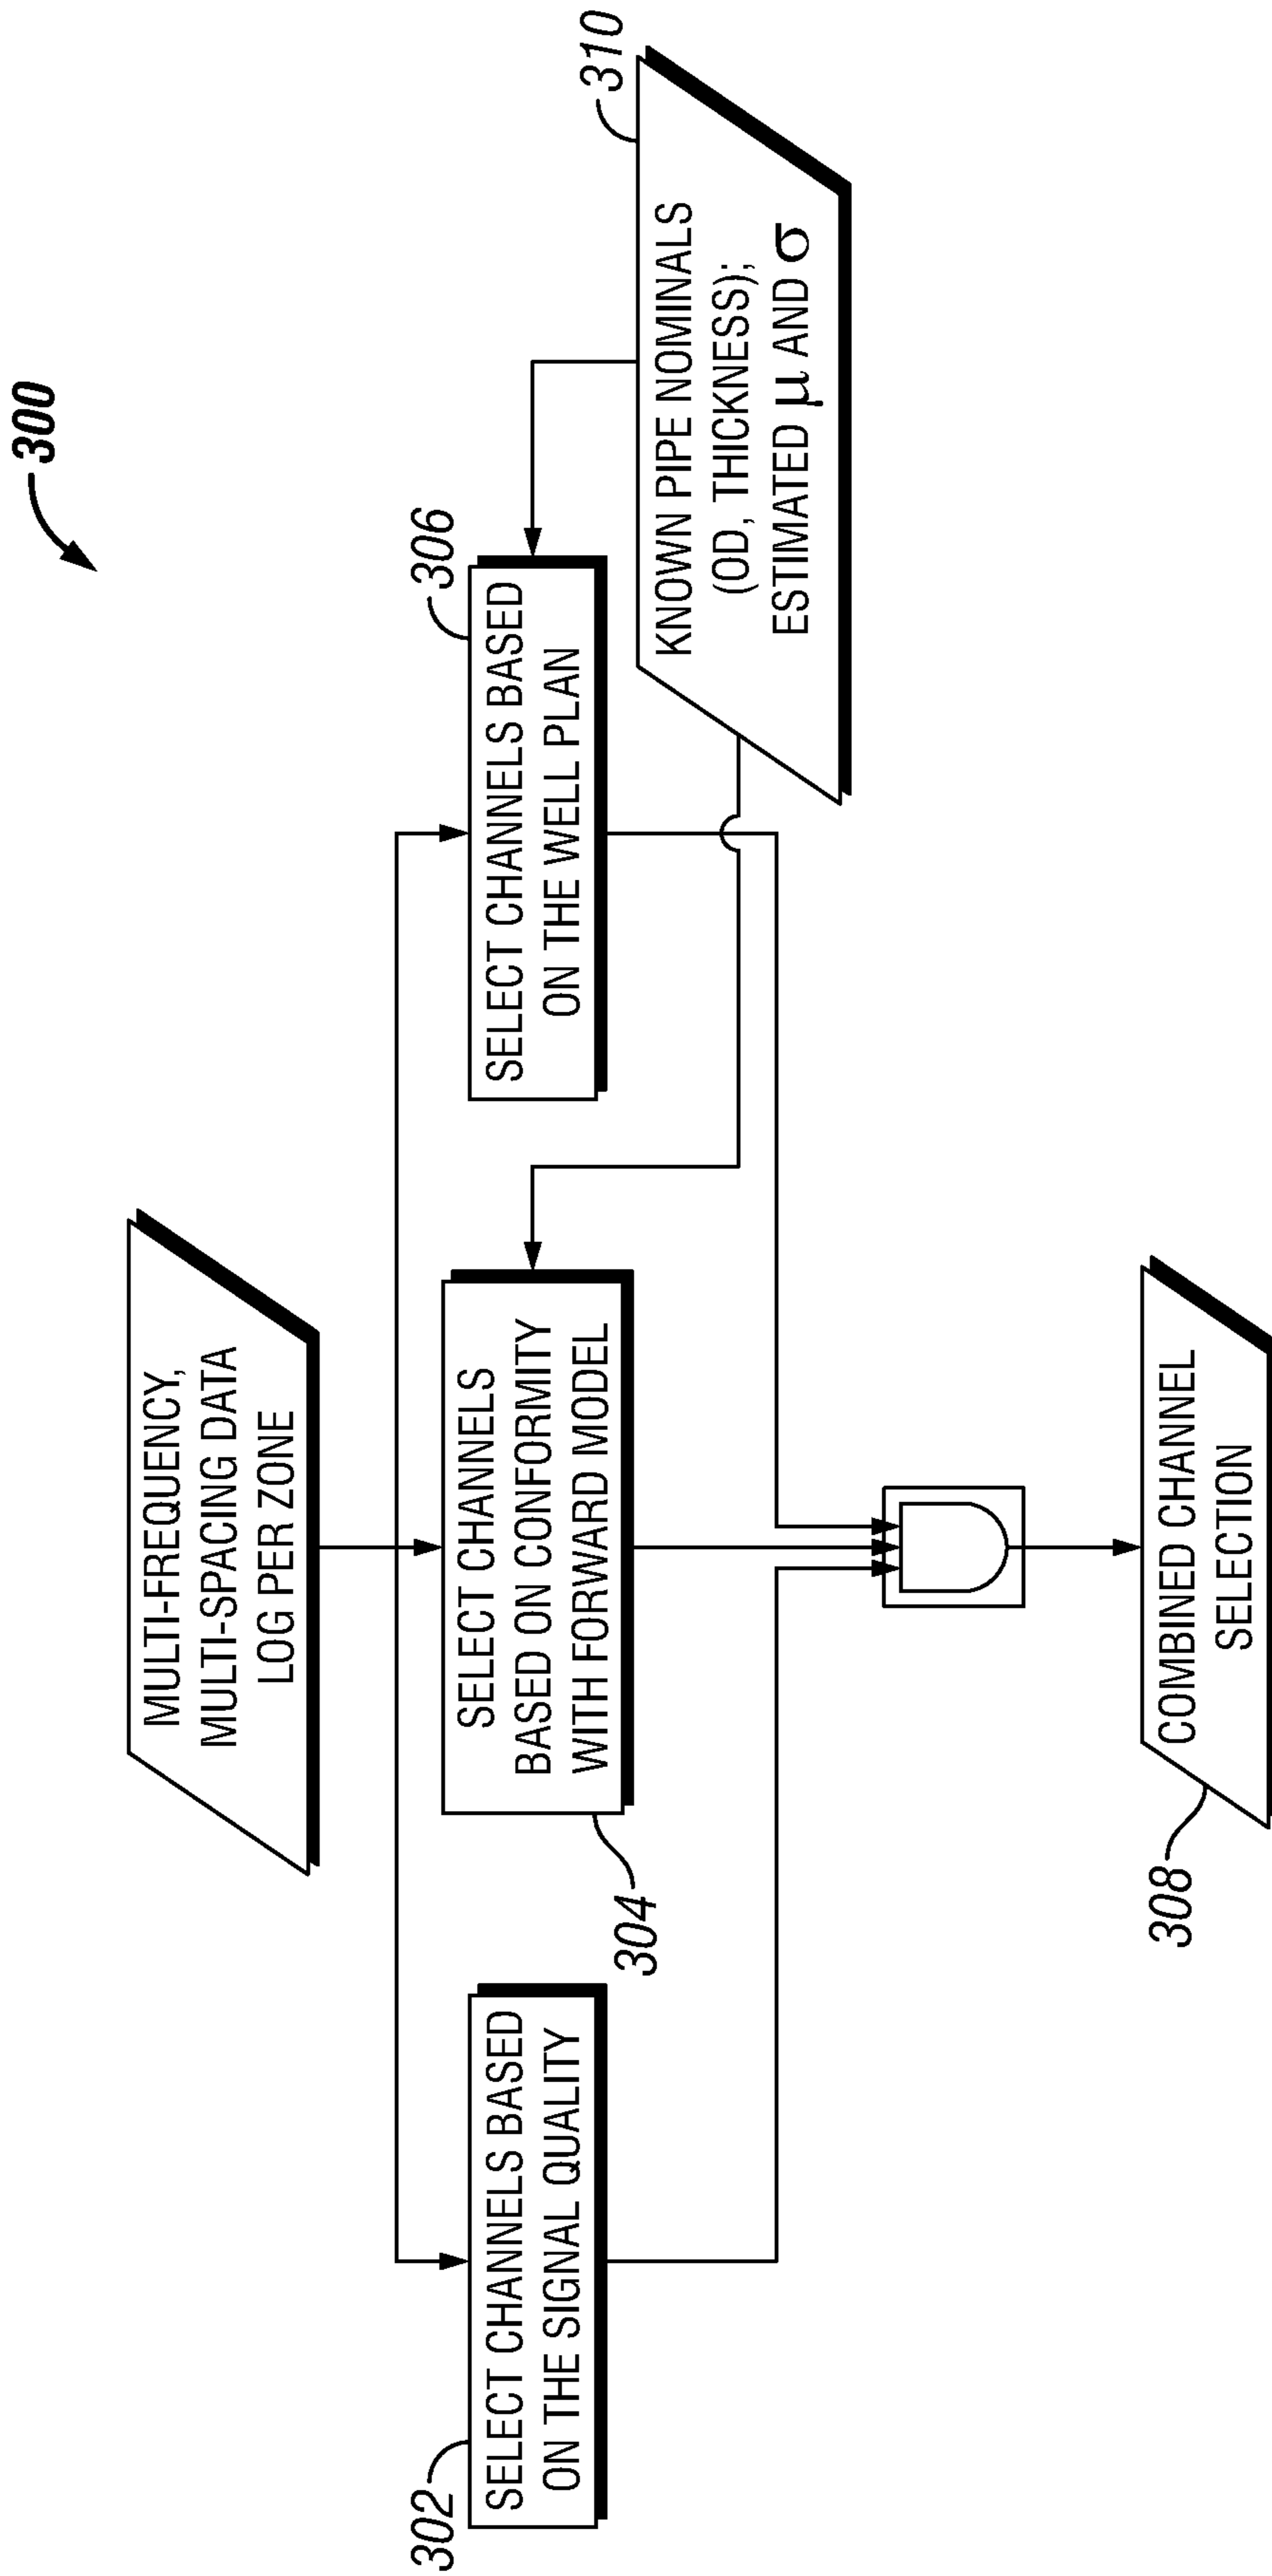 300
MULTI-FREQUENCY,
MULTI-SPACING DATA
LOG PER ZONE
302
SELECT CHANNELS BASED
ON THE SIGNAL QUALITY
304
SELECT CHANNELS
BASED ON CONFORMITY
WITH FORWARD MODEL
306
SELECT CHANNELS BASED
ON THE WELL PLAN
310
KNOWN PIPE NOMINALS
(OD, THICKNESS);
ESTIMATED μ AND σ
308
COMBINED CHANNEL
SELECTION